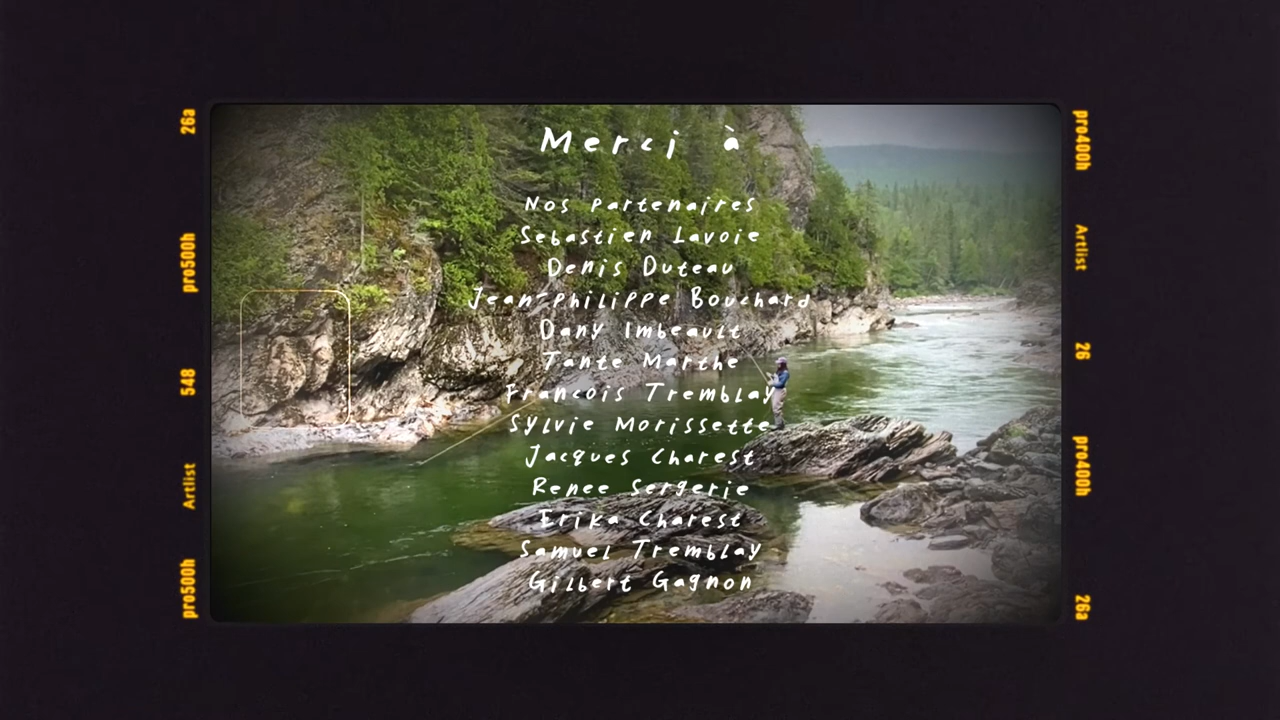 Merci à
Nos partenaires
Sebastien Lavoie
Denis Duteau
Jean-Philippe Bouchard
Dany Imbeault
Tante Marthe
Francois Tremblay
Sylvie Morissette
Jacques Charest
Renee Sergerie
Erika Charest
Samuel Tremblay
Gilbert Gagnon
26a
pro500h
548
Artlist
pro500h
pro400h
Artlist
26
pro400h
26a